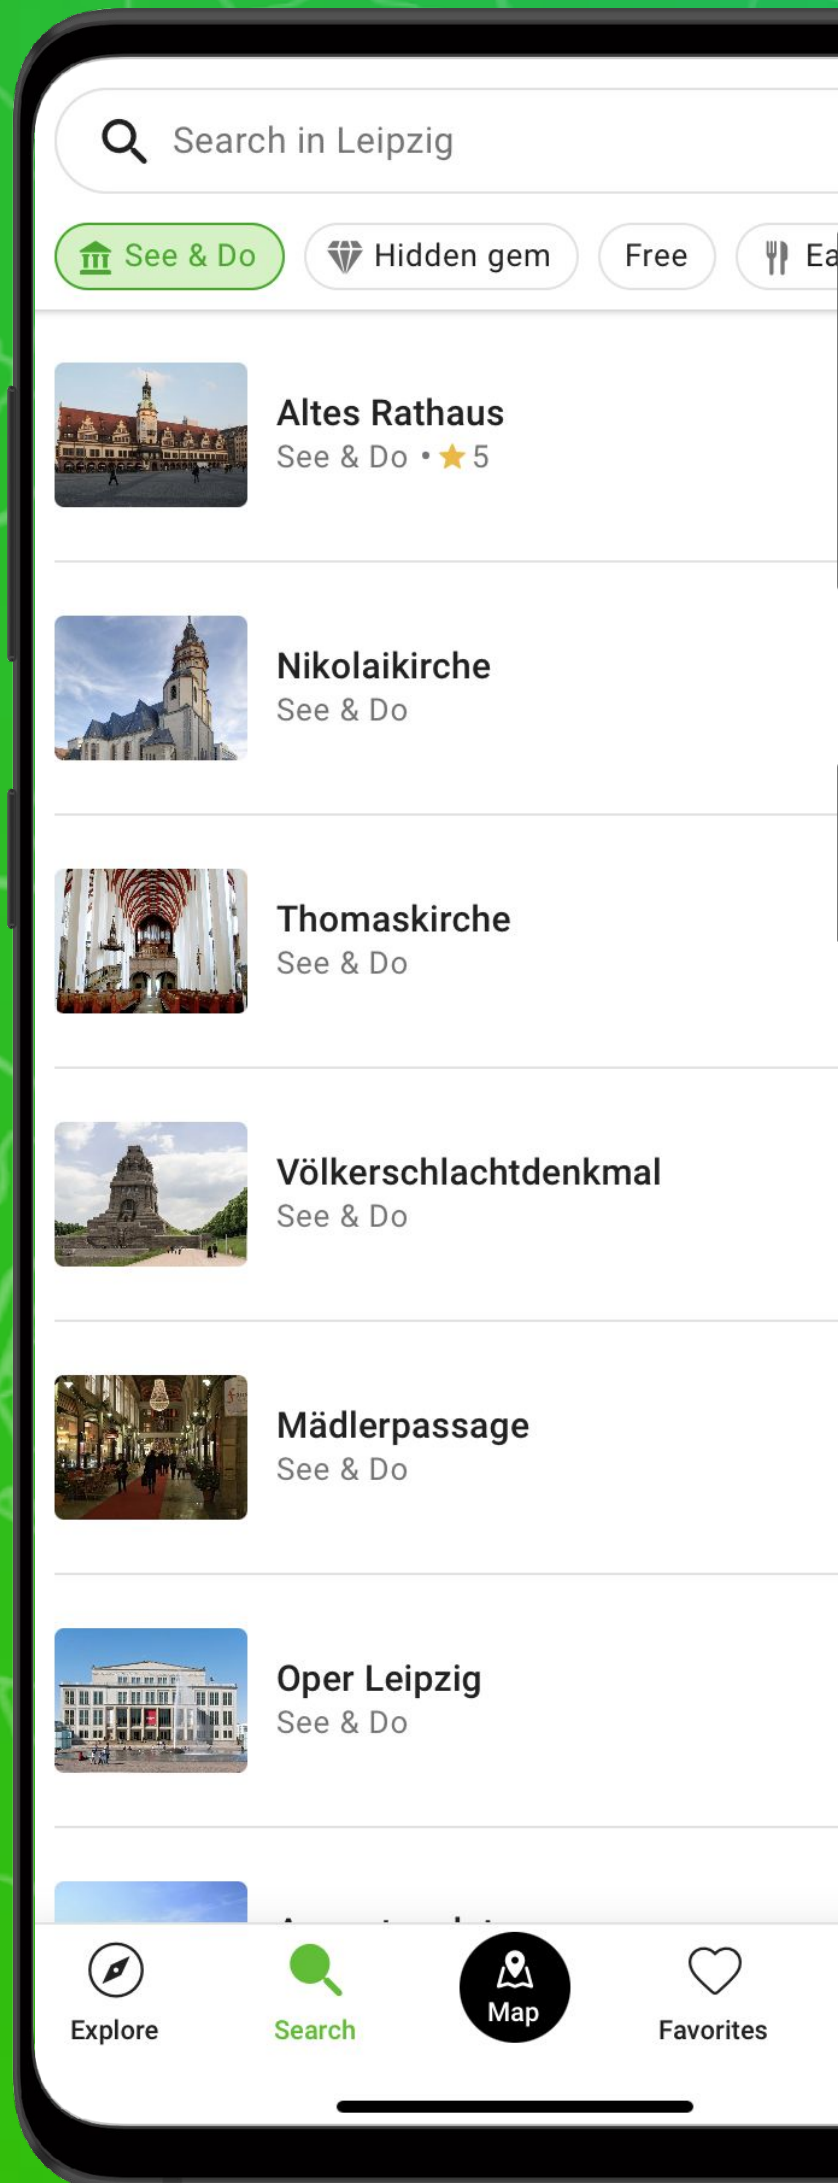 Search in Leipzig
See & Do
Hidden gem
Free
Altes Rathaus
See & Do • 5
Nikolaikirche
See & Do
Thomaskirche
See & Do
Völkerschlachtdenkmal
See & Do
Mädlerpassage
See & Do
Oper Leipzig
See & Do
Explore
Search
Map
Favorites